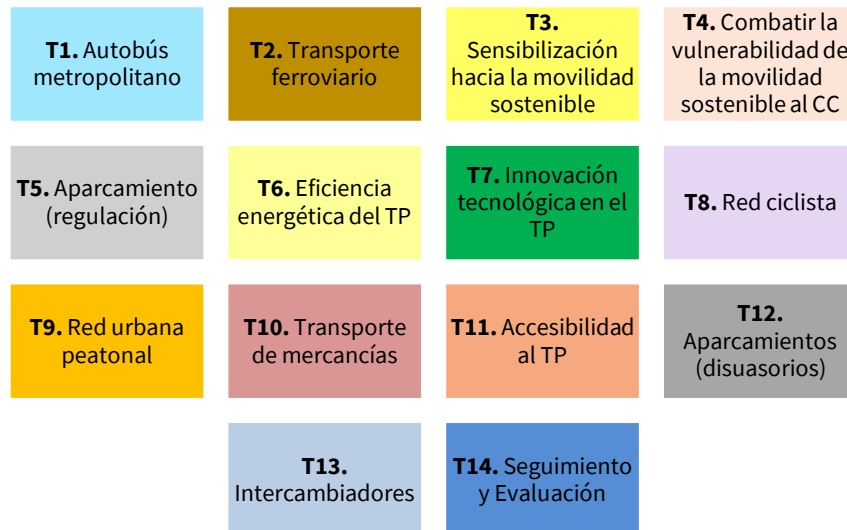 T1. Autobús
metropolitano
T2. Transporte
ferroviario
T3.
Sensibilización
hacia la movilidad
sostenible
T4. Combatir la
vulnerabilidad de
la movilidad
sostenible al CC
T5. Aparcamiento
(regulación)
T6. Eficiencia
energética del TP
T7. Innovación
tecnológica en el
TP
T8. Red ciclista
T9. Red urbana
peatonal
T10. Transporte
de mercancías
T11. Accesibilidad
al TP
T12.
Aparcamientos
(disuasorios)
T13.
Intercambiadores
T14. Seguimiento
y Evaluación